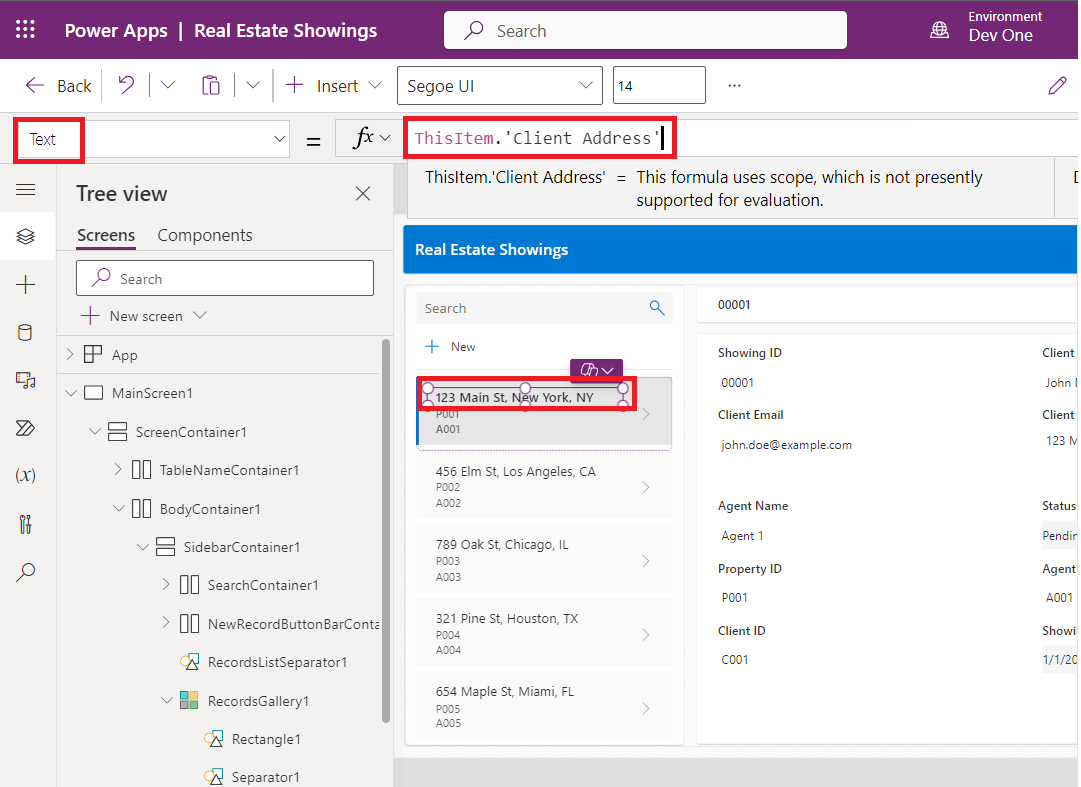 Power Apps | Real Estate Showings
Search
Environment
Dev One
Back
Insert
Segoe UI
14
...
Text
=
fx
ThisItem.'Client Address'
ThisItem.'Client Address' = This formula uses scope, which is not presently
supported for evaluation.
Tree view
Screens
Components
Search
New screen
App
MainScreen1
ScreenContainer1
TableNameContainer1
BodyContainer1
SidebarContainer1
SearchContainer1
NewRecordButtonBarConta
RecordsListSeparator1
RecordsGallery1
Rectangle1
Separator1
(x)
Real Estate Showings
Search
New
123 Main St, New York, NY
P001
A001
456 Elm St, Los Angeles, CA
P002
A002
789 Oak St, Chicago, IL
P003
A003
321 Pine St, Houston, TX
P004
A004
654 Maple St, Miami, FL
P005
A005
00001
Showing ID
Client
00001
John D
Client Email
Client
john.doe@example.com
123 M
Agent Name
Status
Agent 1
Pendin
Property ID
Agent
P001
A001
Client ID
Showi
C001
1/1/20